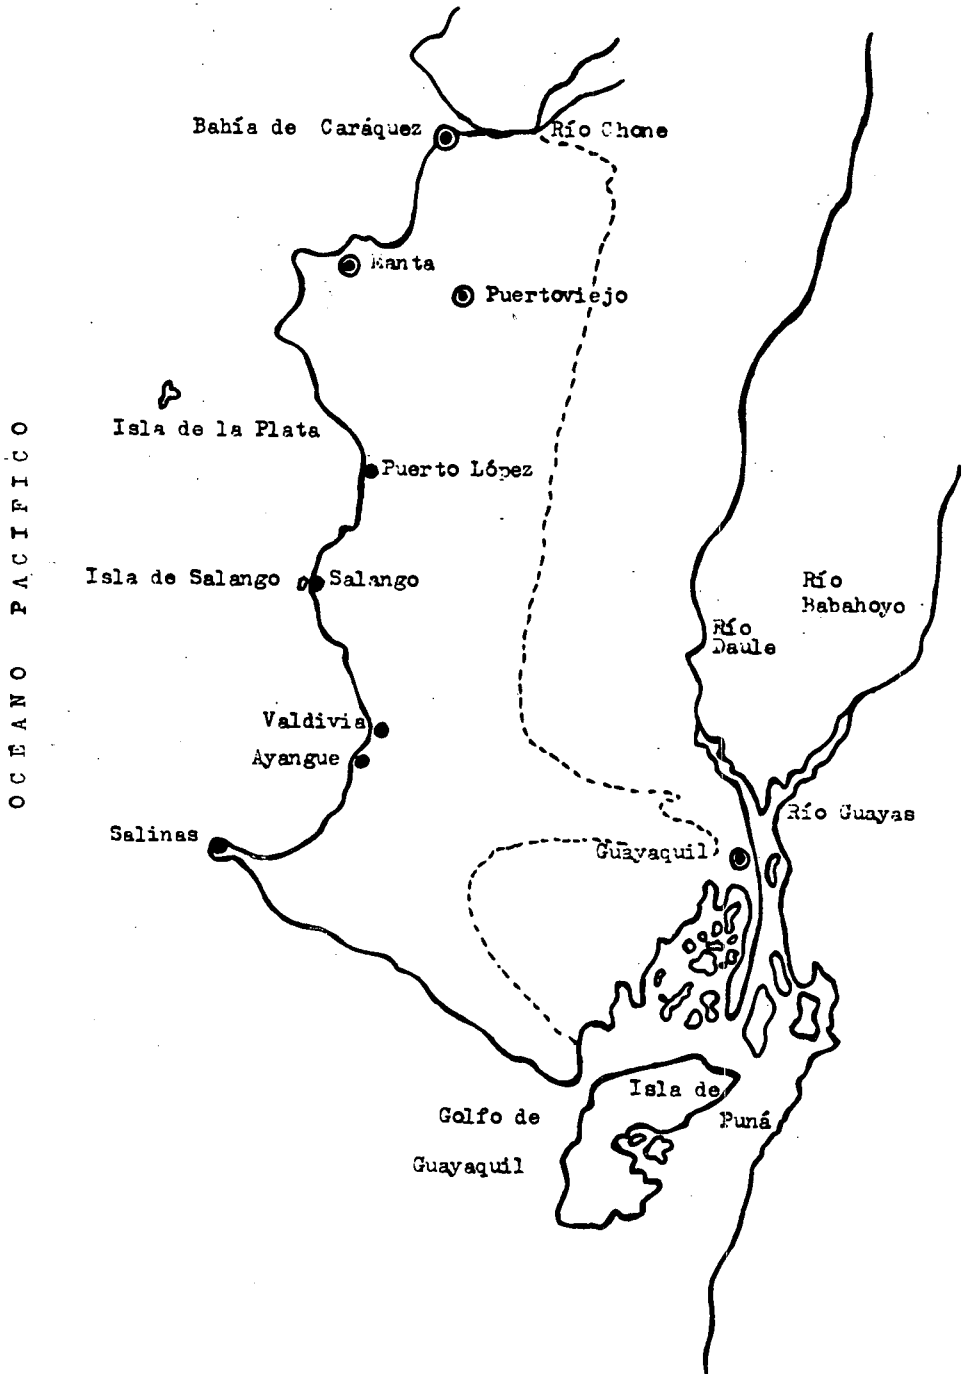 Bahía de Caráquez
Río Chone
Manta
Puertoviejo
Isla de la Plata
OCEANO PACIFICO
Puerto López
Isla de Salango
Salango
Río
Babahoyo
Río
Daule
Valdivia
Ayangue
Río Guayas
Salinas
Guayaquil
Isla de
Puná
Golfo de
Guayaquil